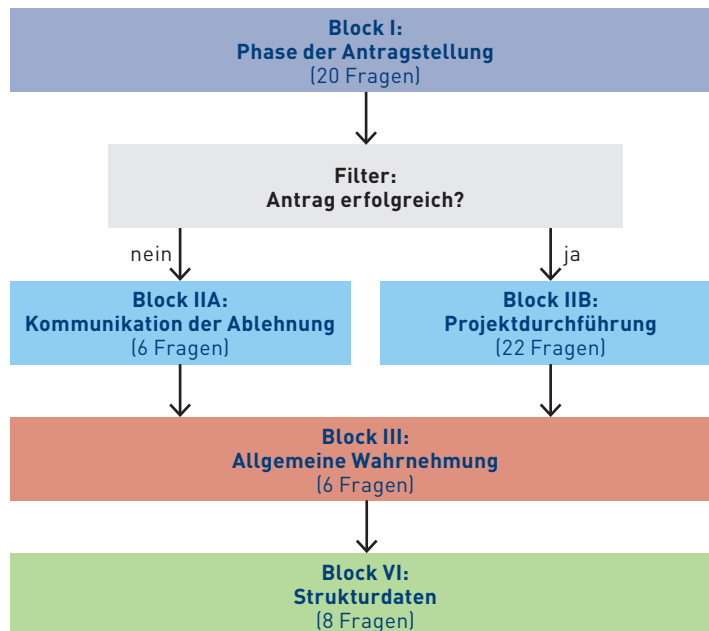 Block I:
Phase der Antragstellung
(20 Fragen)
Filter:
Antrag erfolgreich?
nein
ja
Block IIA:
Kommunikation der Ablehnung
(6 Fragen)
Block IIB:
Projektdurchführung
(22 Fragen)
Block III:
Allgemeine Wahrnehmung
(6 Fragen)
Block VI:
Strukturdaten
(8 Fragen)